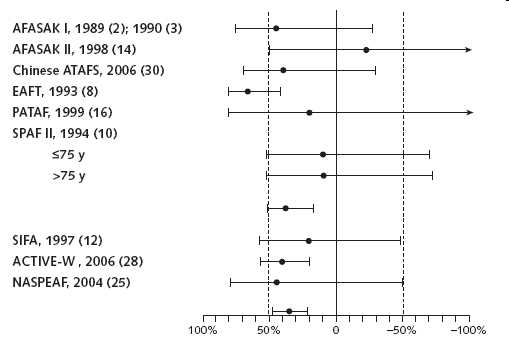 AFASAK I, 1989 (2); 1990 (3)
AFASAK II, 1998 (14)
Chinese ATAFS, 2006 (30)
EAFT, 1993 (8)
PATAF, 1999 (16)
SPAF II, 1994 (10)
≤75 y
>75 y
SIFA, 1997 (12)
ACTIVE-W , 2006 (28)
NASPEAF, 2004 (25)
100% 50% 0 –50% –100%